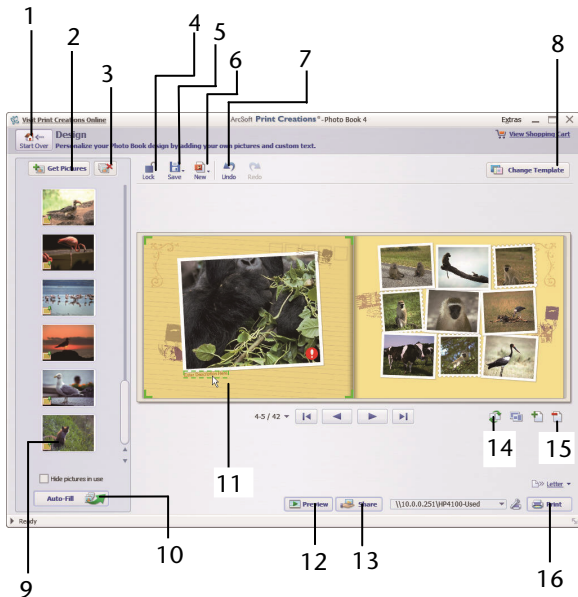 1
2
3
4
5
6
7
8
Visit Print Creations Online
ArcSoft Print Creations®-Photo Book 4
Extras
Start Over
Design
Personalize your Photo Book design by adding your own pictures and custom text.
View Shopping Cart
Get Pictures
Lock
Save
New
Undo
Redo
Change Template
4-5 / 42
14
15
11
Hide pictures in use
Auto-Fill
Letter
Preview
Share
\\10.0.0.251\HP4100-Used
Print
Ready
9
10
12
13
16